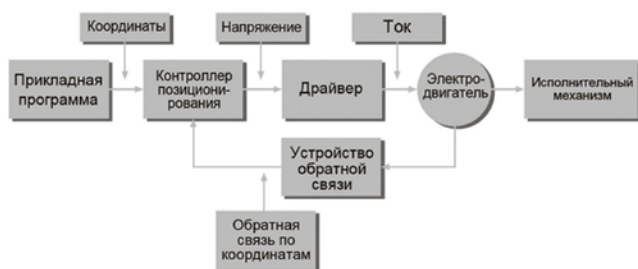 Координаты
Напряжение
Ток
Прикладная
программа
Контроллер
позициони-
рования
Драйвер
Электро-
двигатель
Исполнительный
механизм
Устройство
обратной
связи
Обратная
связь по
координатам